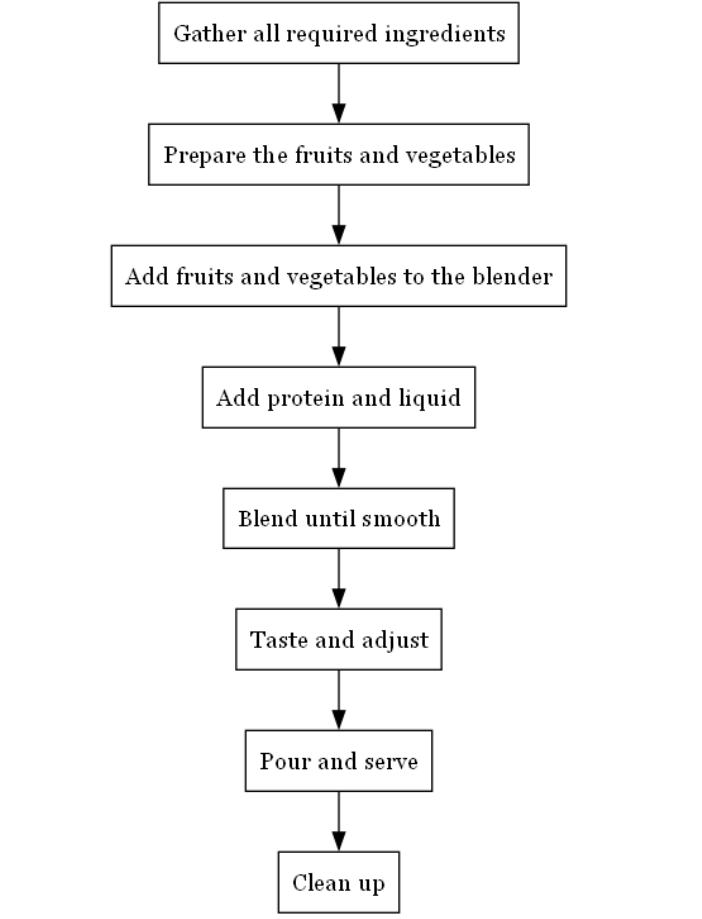 Gather all required ingredients
Prepare the fruits and vegetables
Add fruits and vegetables to the blender
Add protein and liquid
Blend until smooth
Taste and adjust
Pour and serve
Clean up